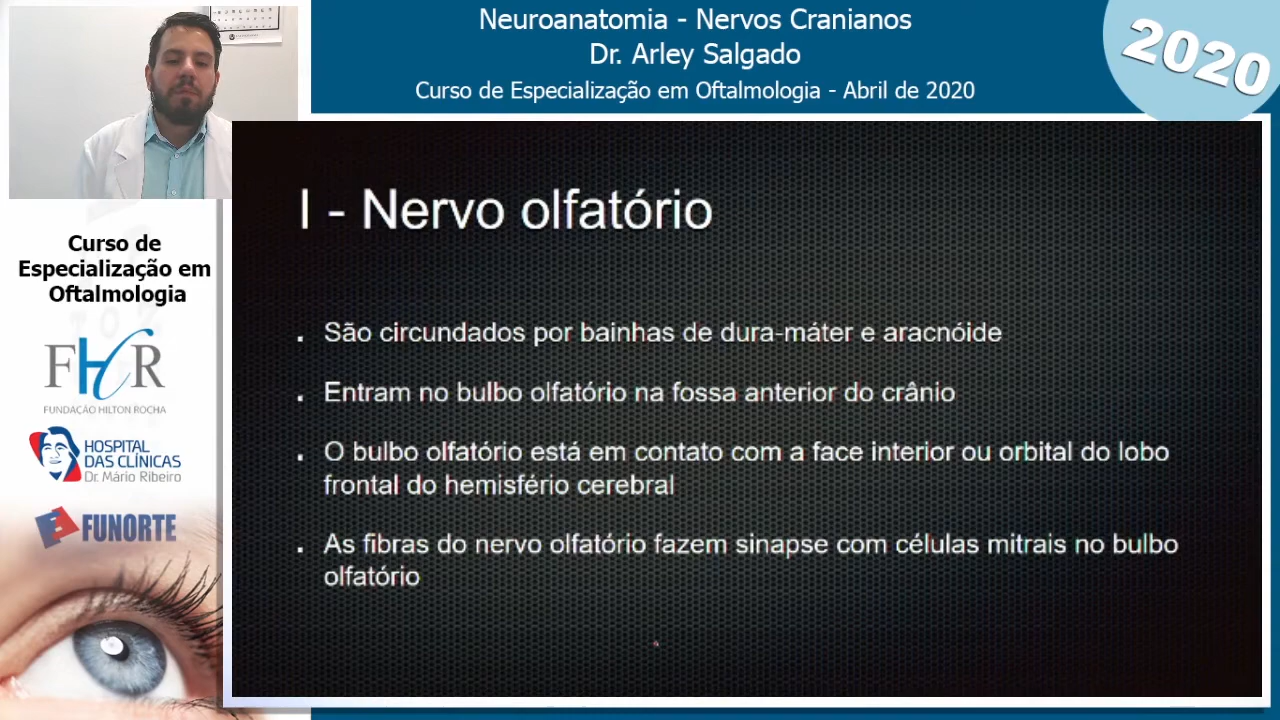 Neuroanatomia - Nervos Cranianos
Dr. Arley Salgado
Curso de Especialização em Oftalmologia - Abril de 2020
2020
I - Nervo olfatório
São circundados por bainhas de dura-máter e aracnóide
Entram no bulbo olfatório na fossa anterior do crânio
O bulbo olfatório está em contato com a face interior ou orbital do lobo
frontal do hemisfério cerebral
As fibras do nervo olfatório fazem sinapse com células mitrais no bulbo
olfatório
Curso de
Especialização em
Oftalmologia
FHR
FUNDAÇÃO HILTON ROCHA
HOSPITAL
DAS CLÍNICAS
Dr. Mário Ribeiro
FUNORTE